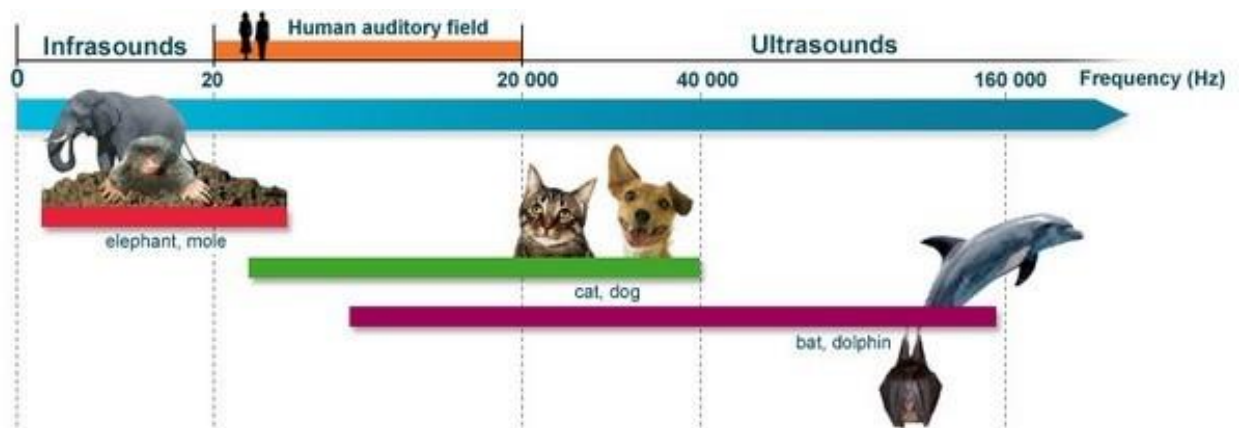 Infrasounds
Human auditory field
Ultrasounds
0
20
20 000
40 000
160 000
Frequency (Hz)
elephant, mole
cat, dog
bat, dolphin